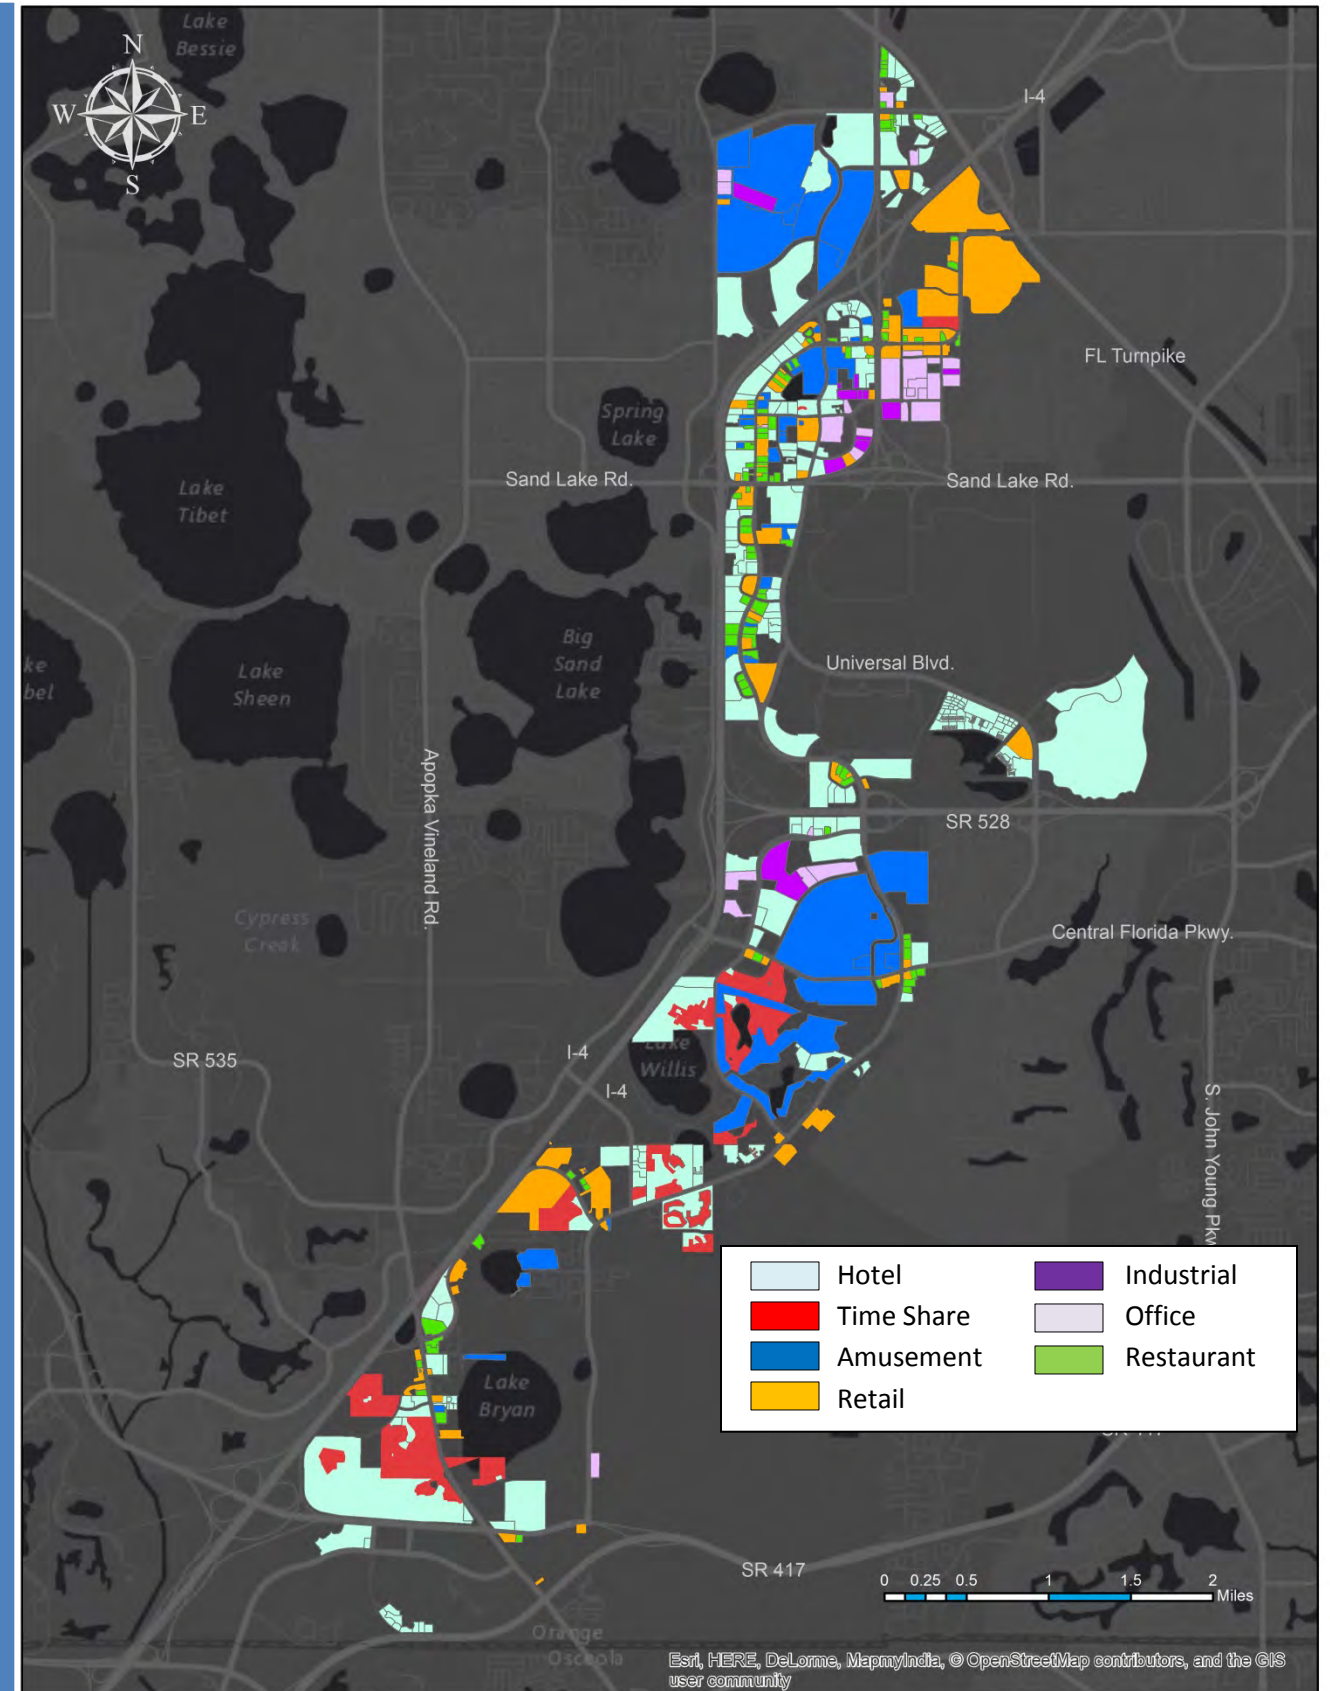 Lake
Bessie
N
W
E
S
I-4
FL Turnpike
Spring
Lake
Sand Lake Rd.
Sand Lake Rd.
Lake
Tibet
Big
Sand
Lake
Universal Blvd.
ke
bel
Lake
Sheen
Apopka Vineland Rd.
SR 528
Cypress
Creek
Central Florida Pkwy.
I-4
SR 535
Lake
Willis
I-4
S. John Young Pkw
Hotel
Industrial
Time Share
Office
Amusement
Restaurant
Retail
Lake
Bryan
SR 417
0 0.25 0.5 1 1.5 2
Miles
Orange
Osceola
Esri, HERE, DeLorme, MapmyIndia, © OpenStreetMap contributors, and the GIS
user community